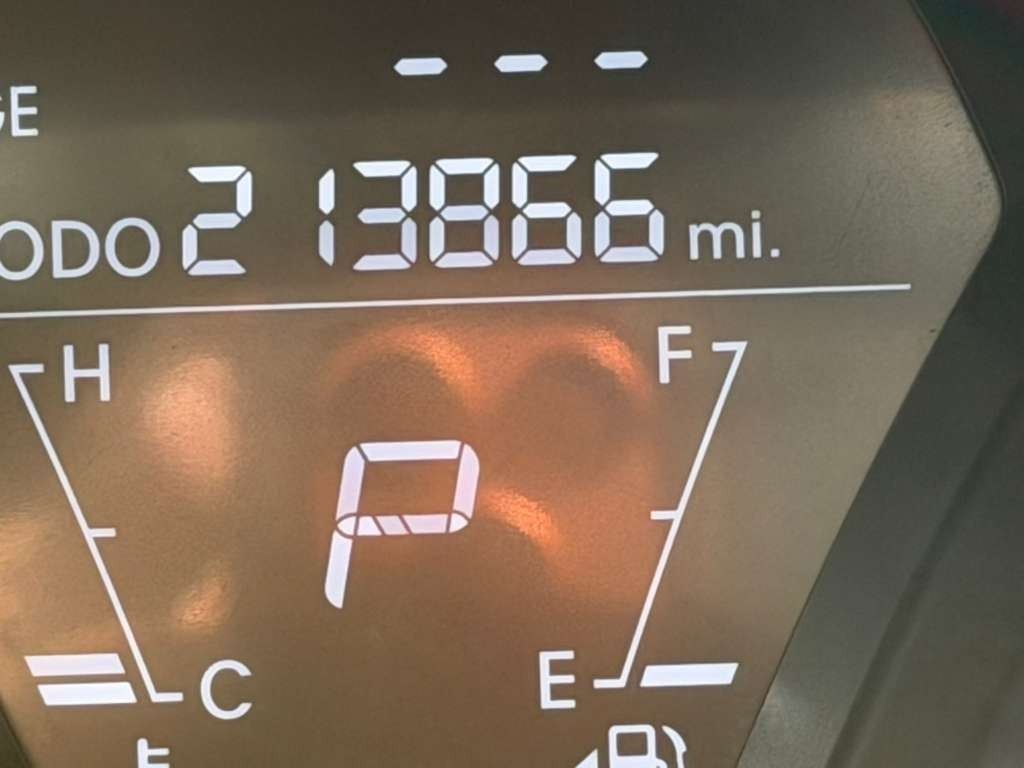 - - -
GE
ODO 213866 mi.
H F
P
C E